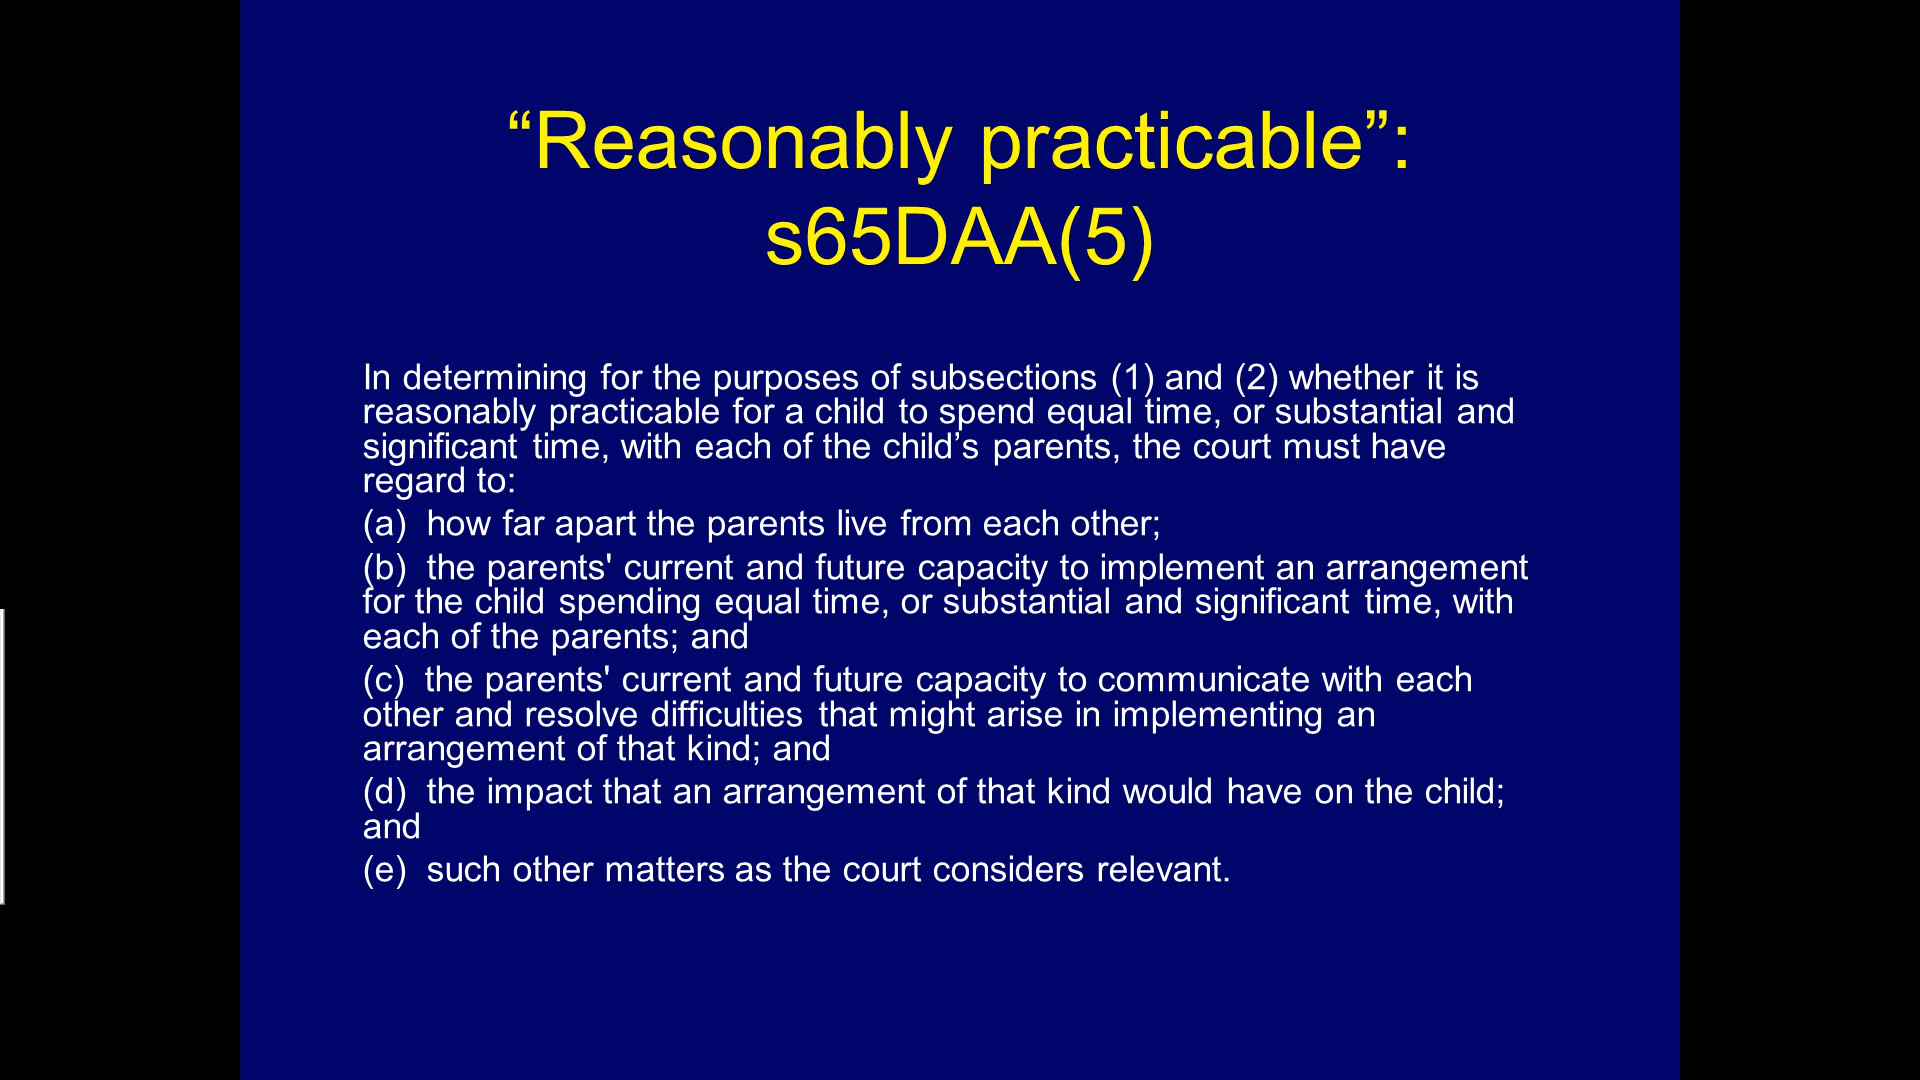 “Reasonably practicable”:
s65DAA(5)
In determining for the purposes of subsections (1) and (2) whether it is
reasonably practicable for a child to spend equal time, or substantial and
significant time, with each of the child’s parents, the court must have
regard to:
(a) how far apart the parents live from each other;
(b) the parents' current and future capacity to implement an arrangement
for the child spending equal time, or substantial and significant time, with
each of the parents; and
(c) the parents' current and future capacity to communicate with each
other and resolve difficulties that might arise in implementing an
arrangement of that kind; and
(d) the impact that an arrangement of that kind would have on the child;
and
(e) such other matters as the court considers relevant.